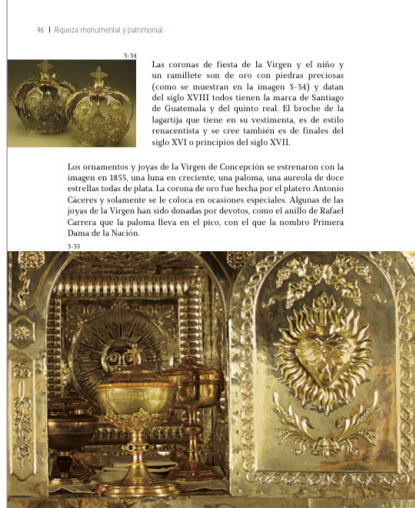 96 | Riqueza monumental y patrimonial
3-34
Las coronas de fiesta de la Virgen y el niño y
un ramillete son de oro con piedras preciosas
(como se muestran en la imagen 3-34) y datan
del siglo XVIII todos tienen la marca de Santiago
de Guatemala y del quinto real. El broche de la
lagartija que tiene en su vestimenta, es de estilo
renacentista y se cree también es de finales del
siglo XVI o principios del siglo XVII.
Los ornamentos y joyas de la Virgen de Concepción se estrenaron con la
imagen en 1855, una luna en creciente, una paloma, una aureola de doce
estrellas todas de plata. La corona de oro fue hecha por el platero Antonio
Cáceres y solamente se le coloca en ocasiones especiales. Algunas de las
joyas de la Virgen han sido donadas por devotos, como el anillo de Rafael
Carrera que la paloma lleva en el pico, con el que la nombro Primera
Dama de la Nación.
3-35